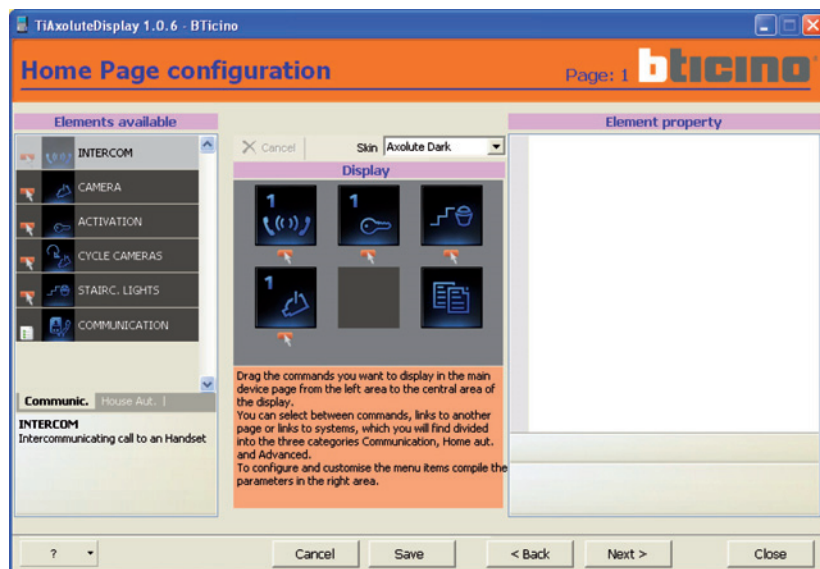 TiAxoluteDisplay 1.0.6 - BTicino
Home Page configuration
Page: 1
bticino
Elements available
INTERCOM
CAMERA
ACTIVATION
CYCLE CAMERAS
STAIRC. LIGHTS
COMMUNICATION
Communic. House Aut.
INTERCOM
Intercommunicating call to an Handset
Cancel
Skin Axolute Dark
Display
1
1
1
Drag the commands you want to display in the main
device page from the left area to the central area of
the display.
You can select between commands, links to another
page or links to systems, which you will find divided
into the three categories Communication, Home aut.
and Advanced.
To configure and customise the menu items compile the
parameters in the right area.
Element property
?
Cancel
Save
< Back
Next >
Close